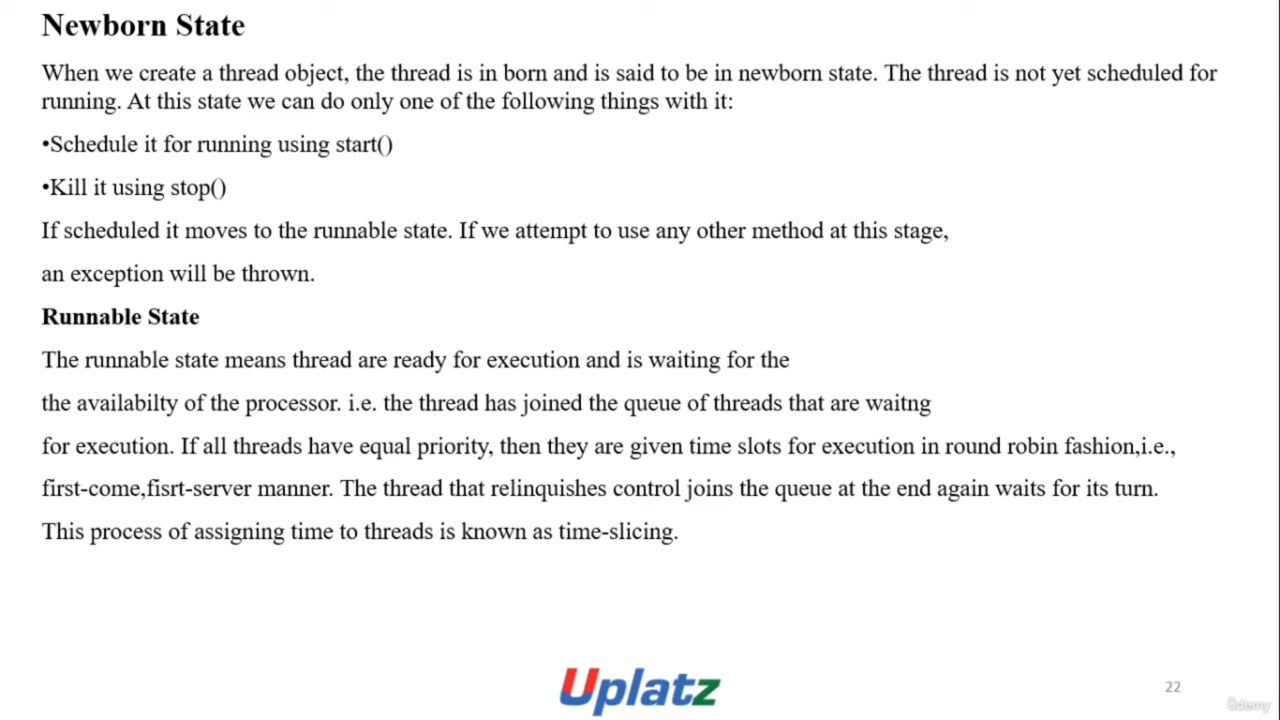 Newborn State
When we create a thread object, the thread is in born and is said to be in newborn state. The thread is not yet scheduled for
running. At this state we can do only one of the following things with it:
•Schedule it for running using start()
•Kill it using stop()
If scheduled it moves to the runnable state. If we attempt to use any other method at this stage,
an exception will be thrown.
Runnable State
The runnable state means thread are ready for execution and is waiting for the
the availabilty of the processor. i.e. the thread has joined the queue of threads that are waitng
for execution. If all threads have equal priority, then they are given time slots for execution in round robin fashion,i.e.,
first-come,fisrt-server manner. The thread that relinquishes control joins the queue at the end again waits for its turn.
This process of assigning time to threads is known as time-slicing.
Uplatz
22
ûdemy